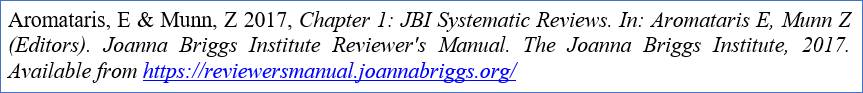 Aromataris, E & Munn, Z 2017, Chapter 1: JBI Systematic Reviews. In: Aromataris E, Munn Z
(Editors). Joanna Briggs Institute Reviewer's Manual. The Joanna Briggs Institute, 2017.
Available from https://reviewersmanual.joannabriggs.org/